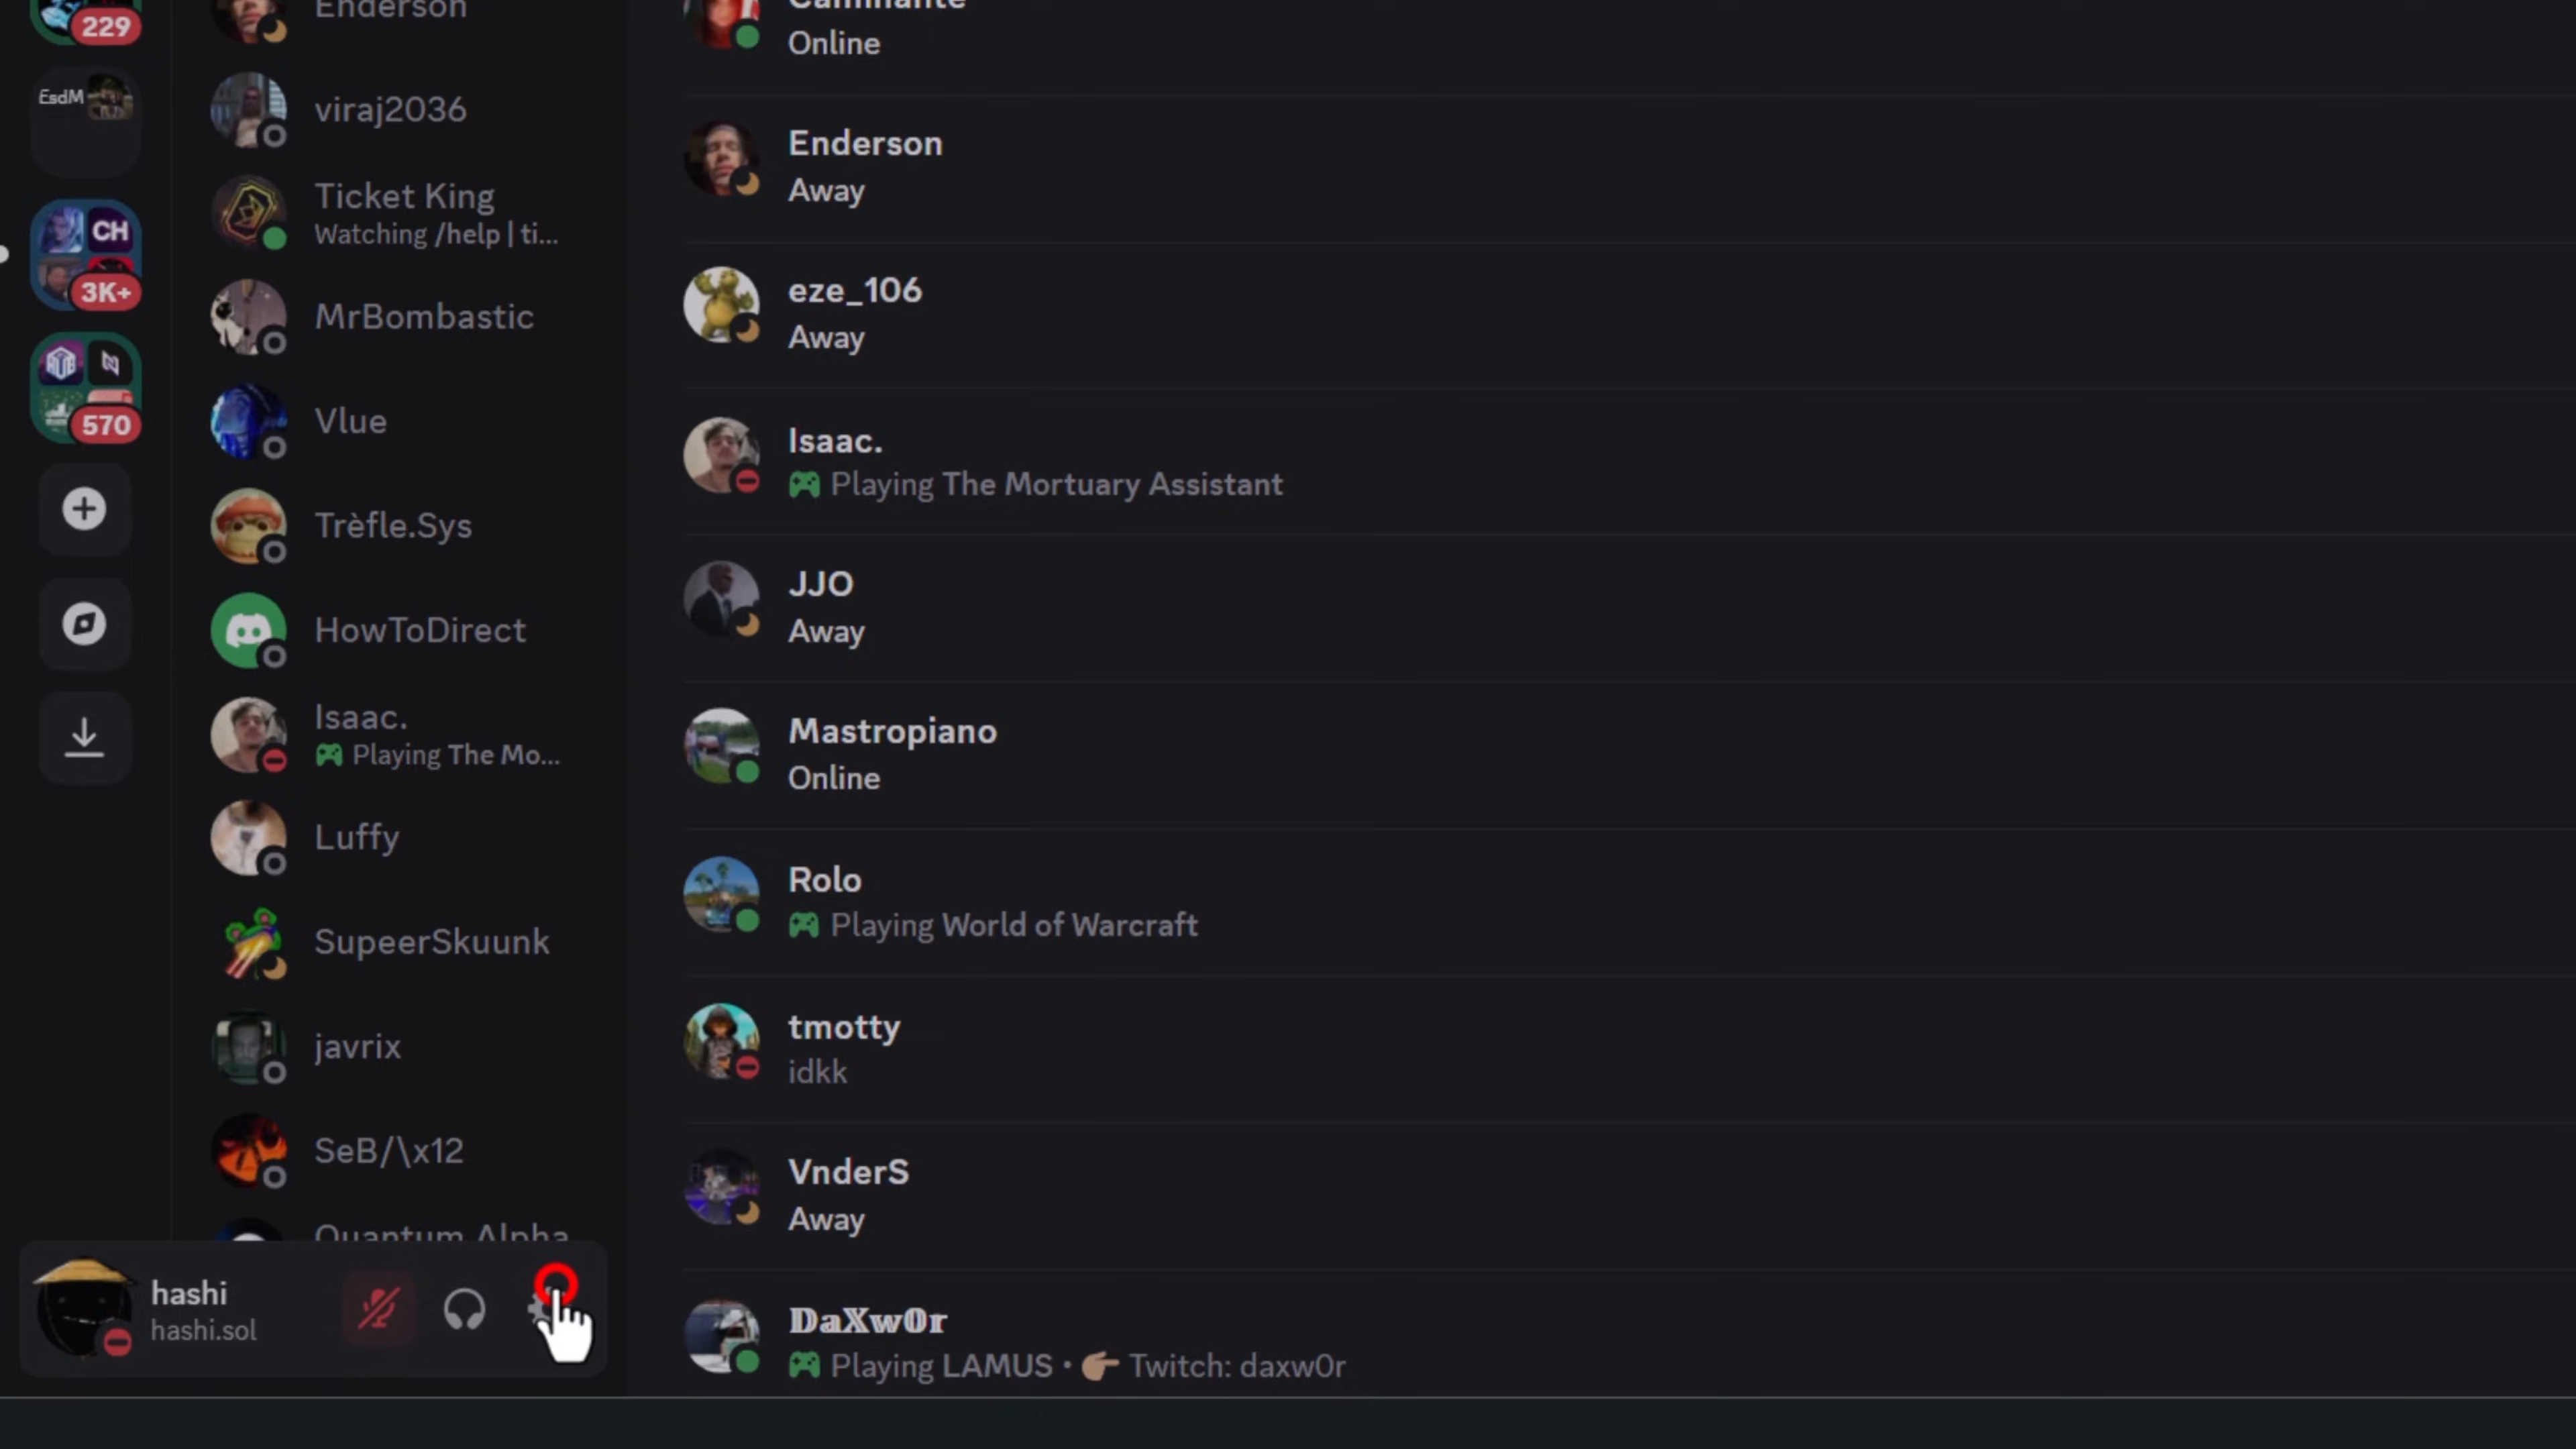 229
EsdM
CH
3K+
570
Enderson
viraj2036
Ticket King
Watching /help | ti...
MrBombastic
Vlue
Trèfle.Sys
HowToDirect
Isaac.
Playing The Mo...
Luffy
SupeerSkuunk
javrix
SeB/\x12
Quantum Alpha
hashi
hashi.sol
Caminante
Online
Enderson
Away
eze_106
Away
Isaac.
Playing The Mortuary Assistant
JJO
Away
Mastropiano
Online
Rolo
Playing World of Warcraft
tmotty
idkk
VnderS
Away
𝔻𝕒𝕏𝕨𝟘𝕣
Playing LAMUS • 👉🏽 Twitch: daxw0r